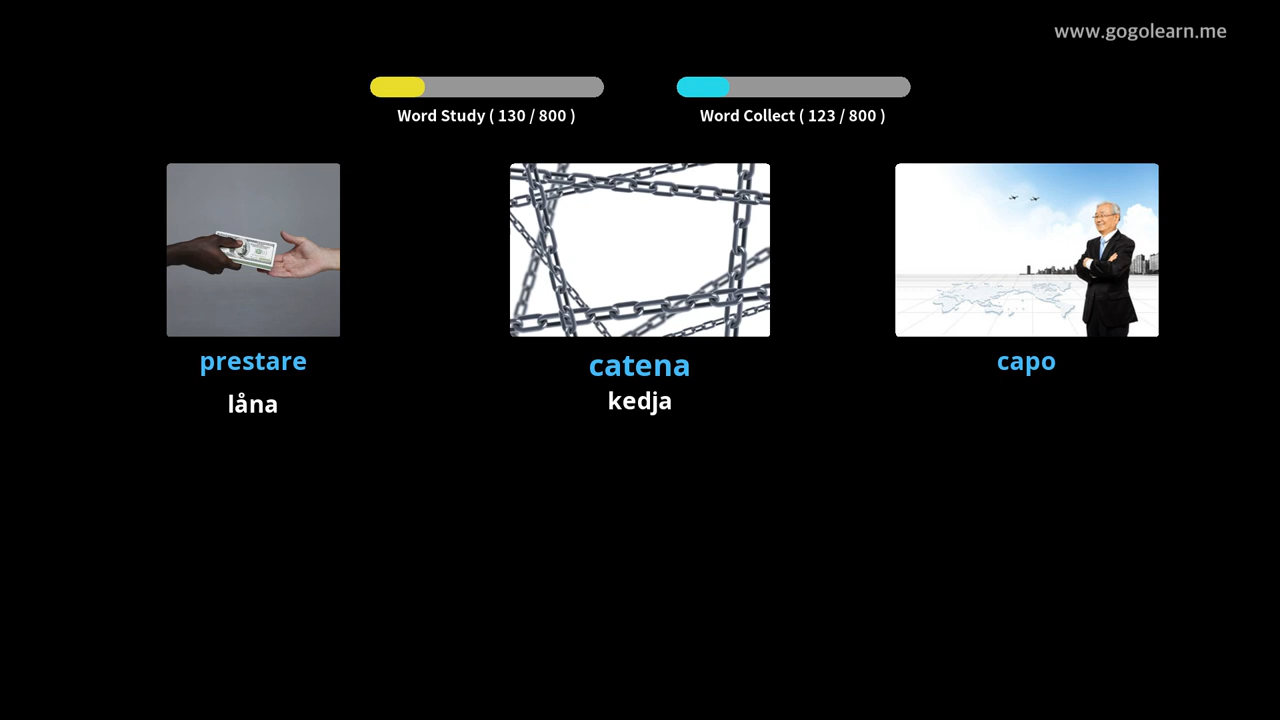 www.gogolearn.me
Word Study ( 130 / 800 )
Word Collect ( 123 / 800 )
prestare
låna
catena
kedja
capo